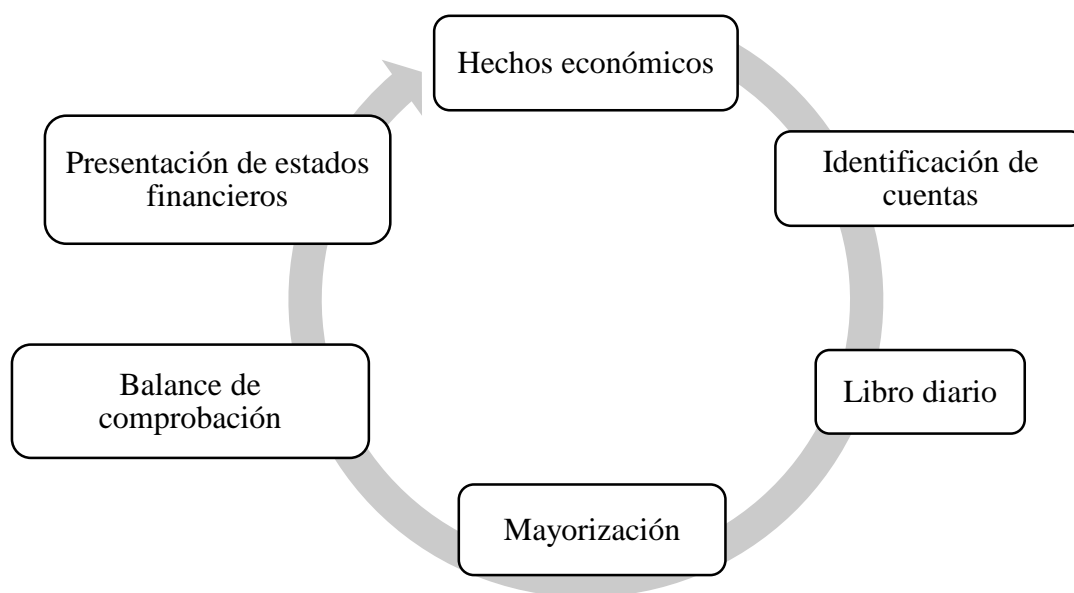 Hechos económicos
Identificación de
cuentas
Libro diario
Mayorización
Balance de
comprobación
Presentación de estados
financieros